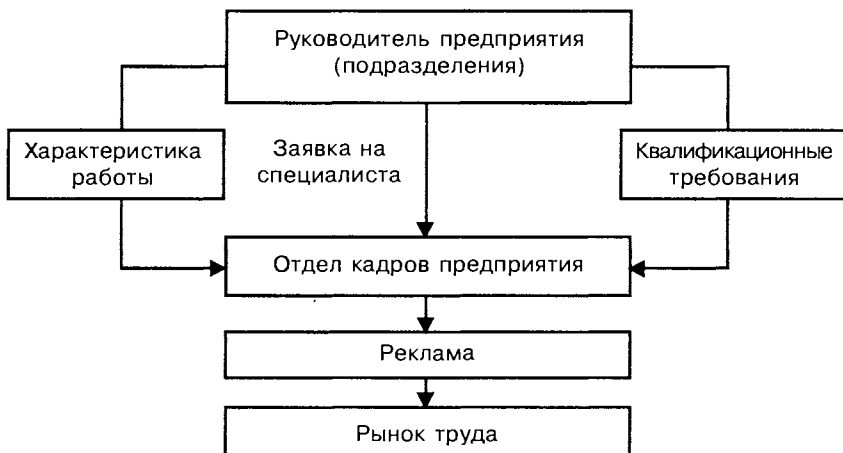 Руководитель предприятия
(подразделения)
Характеристика
работы
Заявка на
специалиста
Квалификационные
требования
Отдел кадров предприятия
Реклама
Рынок труда